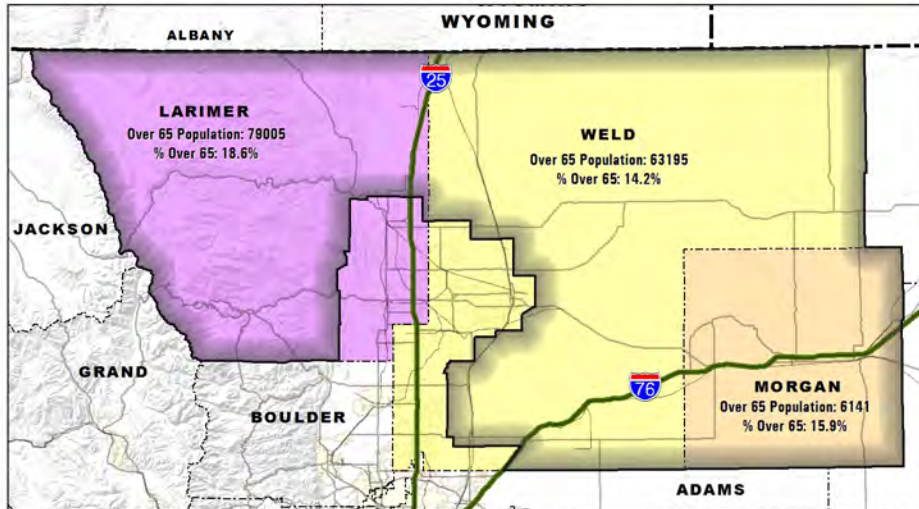 WYOMING
ALBANY
25
LARIMER
Over 65 Population: 79005
% Over 65: 18.6%
WELD
Over 65 Population: 63195
% Over 65: 14.2%
JACKSON
GRAND
BOULDER
76
MORGAN
Over 65 Population: 6141
% Over 65: 15.9%
ADAMS